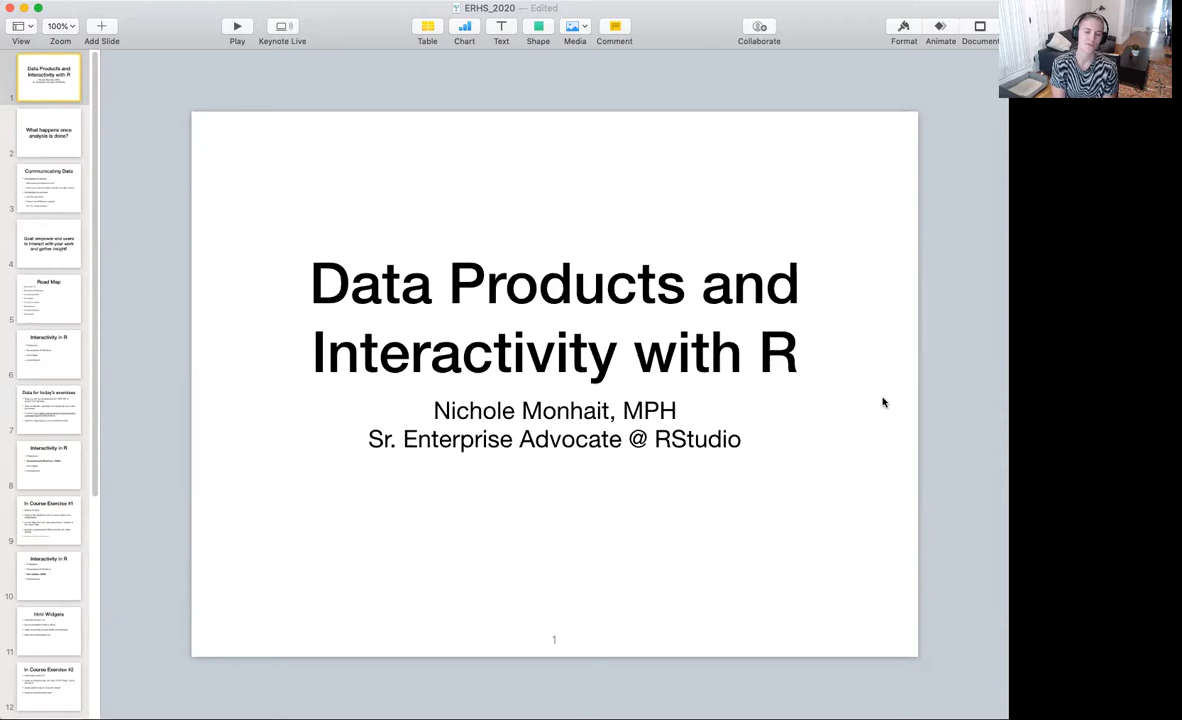 ERHS_2020 — Edited
100%
View
Zoom
Add Slide
Play
Keynote Live
Table
Chart
Text
Shape
Media
Comment
Collaborate
Format
Animate
Document
Data Products and
Interactivity with R
1
What happens once
analysis is done?
2
Communicating Data
3
Goal: empower end users
to interact with your work
and gather insight!
4
Road Map
5
Interactivity in R
6
Data for today's exercises
7
Interactivity in R
8
In Course Exercise #1
9
Interactivity in R
10
html Widgets
11
In Course Exercise #2
12
Data Products and
Interactivity with R
Nichole Monhait, MPH
Sr. Enterprise Advocate @ RStudio
1